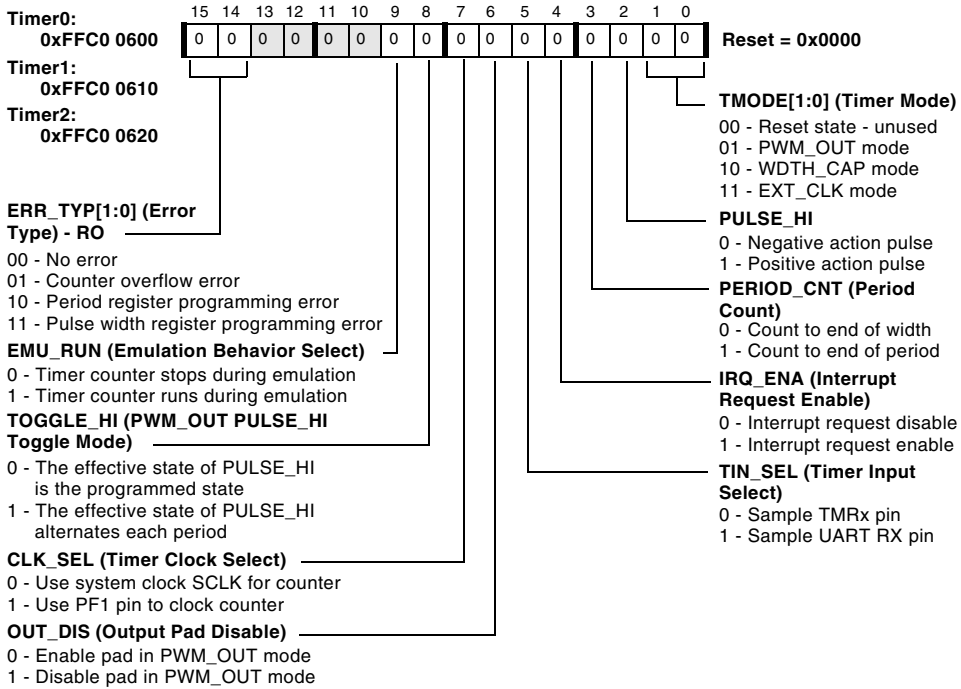 Timer0:
0xFFC0 0600
Timer1:
0xFFC0 0610
Timer2:
0xFFC0 0620
15 14 13 12 11 10 9 8 7 6 5 4 3 2 1 0
0 0 0 0 0 0 0 0 0 0 0 0 0 0 0 0
Reset = 0x0000
ERR_TYP[1:0] (Error
Type) - RO
00 - No error
01 - Counter overflow error
10 - Period register programming error
11 - Pulse width register programming error
EMU_RUN (Emulation Behavior Select)
0 - Timer counter stops during emulation
1 - Timer counter runs during emulation
TOGGLE_HI (PWM_OUT PULSE_HI
Toggle Mode)
0 - The effective state of PULSE_HI
is the programmed state
1 - The effective state of PULSE_HI
alternates each period
CLK_SEL (Timer Clock Select)
0 - Use system clock SCLK for counter
1 - Use PF1 pin to clock counter
OUT_DIS (Output Pad Disable)
0 - Enable pad in PWM_OUT mode
1 - Disable pad in PWM_OUT mode
TMODE[1:0] (Timer Mode)
00 - Reset state - unused
01 - PWM_OUT mode
10 - WDTH_CAP mode
11 - EXT_CLK mode
PULSE_HI
0 - Negative action pulse
1 - Positive action pulse
PERIOD_CNT (Period
Count)
0 - Count to end of width
1 - Count to end of period
IRQ_ENA (Interrupt
Request Enable)
0 - Interrupt request disable
1 - Interrupt request enable
TIN_SEL (Timer Input
Select)
0 - Sample TMRx pin
1 - Sample UART RX pin